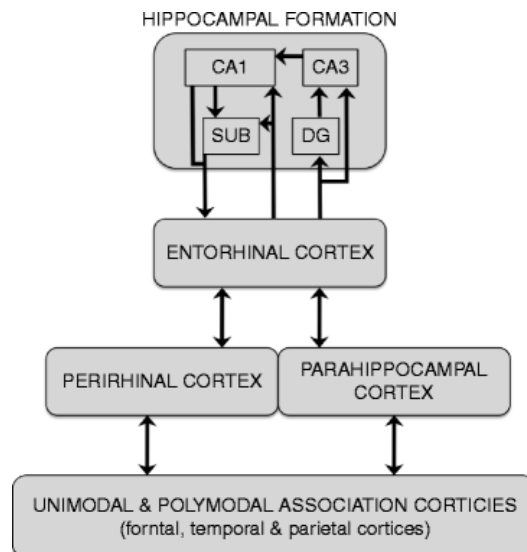 HIPPOCAMPAL FORMATION
CA1
CA3
SUB
DG
ENTORHINAL CORTEX
PERIRHINAL CORTEX
PARAHIPPOCAMPAL
CORTEX
UNIMODAL & POLYMODAL ASSOCIATION CORTICIES
(forntal, temporal & parietal cortices)